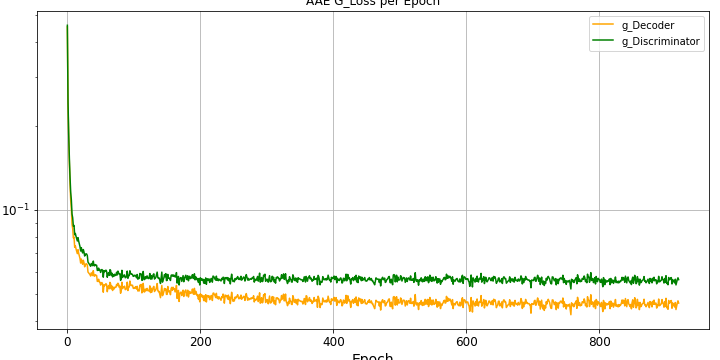 AAE G_Loss per Epoch
g_Decoder
g_Discriminator
10⁻¹
0 200 400 600 800
Epoch